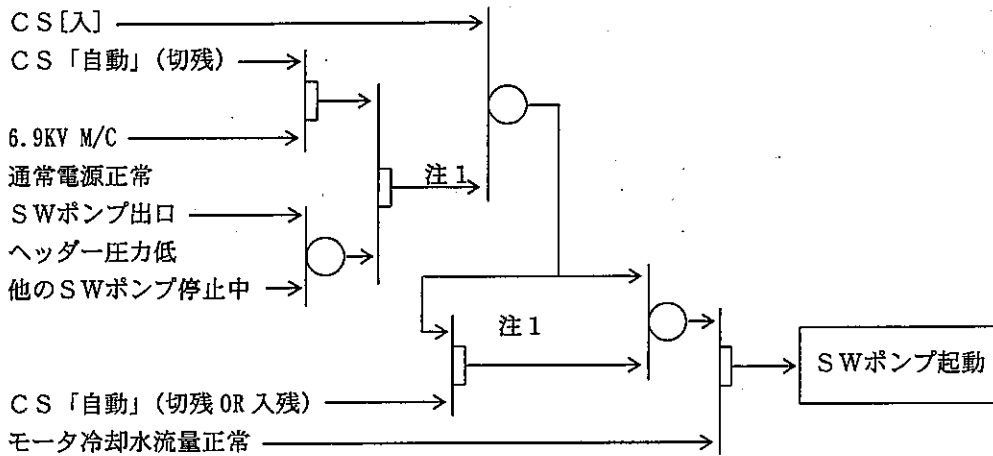 CS[入]
CS「自動」(切残)
6.9KV M/C
通常電源正常
注1
SWポンプ出口
ヘッダー圧力低
他のSWポンプ停止中
注1
SWポンプ起動
CS「自動」(切残 OR 入残)
モータ冷却水流量正常